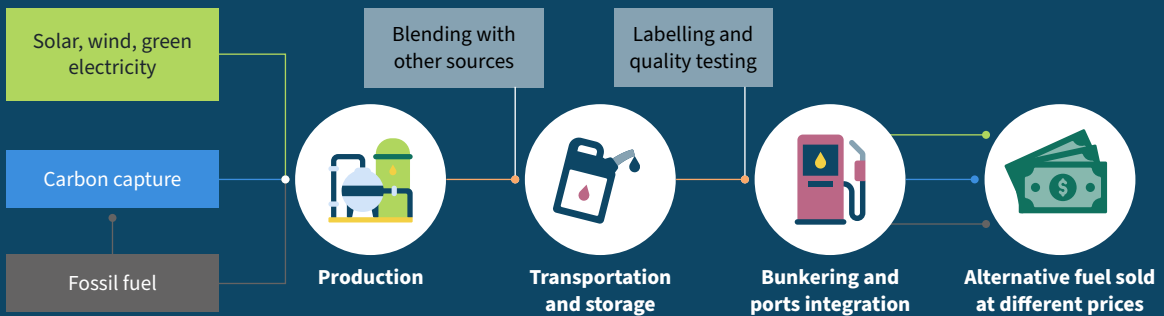 Solar, wind, green
electricity
Blending with
other sources
Labelling and
quality testing
Carbon capture
Fossil fuel
$
Production
Transportation
and storage
Bunkering and
ports integration
Alternative fuel sold
at different prices